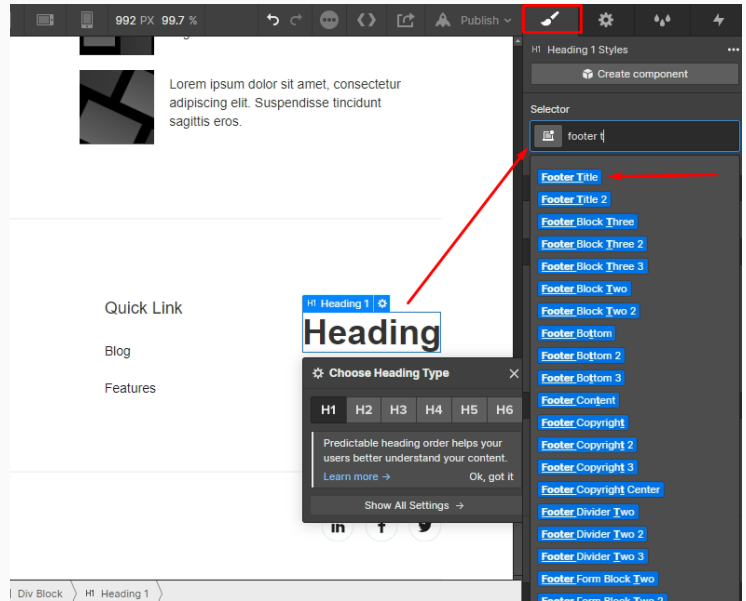 992 PX 99.7 %
Publish
H1 Heading 1 Styles
Create component
Selector
footer t
Lorem ipsum dolor sit amet, consectetur
adipiscing elit. Suspendisse tincidunt
sagittis eros.
Footer Title
Footer Title 2
Footer Block Three
Footer Block Three 2
Footer Block Three 3
Footer Block Two
Footer Block Two 2
Footer Bottom
Footer Bottom 2
Footer Bottom 3
Footer Content
Footer Copyright
Footer Copyright 2
Footer Copyright 3
Footer Copyright Center
Footer Divider Two
Footer Divider Two 2
Footer Divider Two 3
Footer Form Block Two
Footer Form Block Two 2
Quick Link
Blog
Features
H1 Heading 1
Heading
Choose Heading Type
H1 H2 H3 H4 H5 H6
Predictable heading order helps your
users better understand your content.
Learn more → Ok, got it
Show All Settings →
in f
Div Block H1 Heading 1